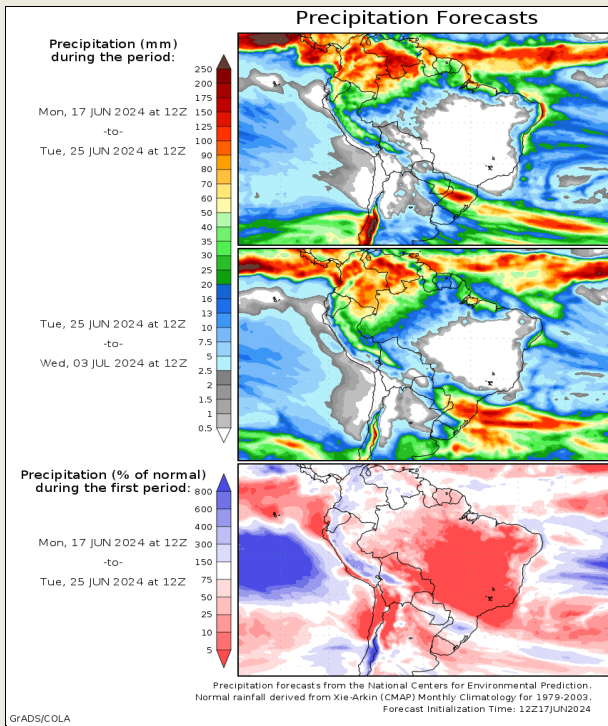 Precipitation Forecasts
Precipitation (mm)
during the period:
250
200
175
150
125
100
90
80
70
60
50
40
35
30
25
20
16
13
10
7.5
5
2.5
2
1.5
1
0.5
Mon, 17 JUN 2024 at 12Z
-to-
Tue, 25 JUN 2024 at 12Z
Tue, 25 JUN 2024 at 12Z
-to-
Wed, 03 JUL 2024 at 12Z
Precipitation (% of normal)
during the first period:
800
600
400
300
150
75
50
25
10
5
Mon, 17 JUN 2024 at 12Z
-to-
Tue, 25 JUN 2024 at 12Z
Precipitation forecasts from the National Centers for Environmental Prediction.
Normal rainfall derived from Xie-Arkin (CMAP) Monthly Climatology for 1979-2003.
Forecast Initialization Time: 12Z17JUN2024
GrADS/COLA